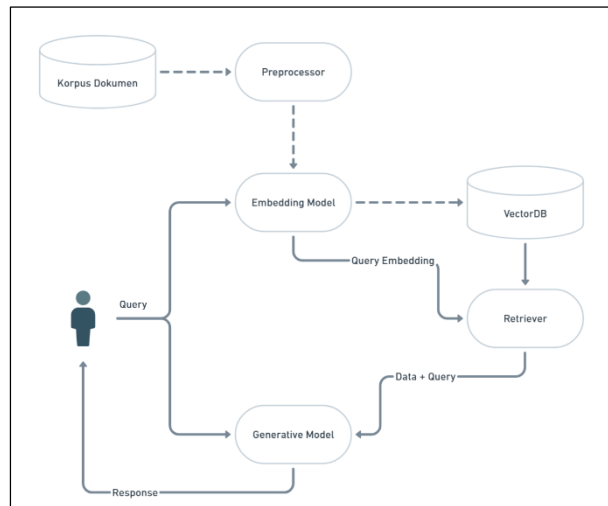 Korpus Dokumen
Preprocessor
Embedding Model
VectorDB
Query Embedding
Query
Retriever
Data + Query
Generative Model
Response